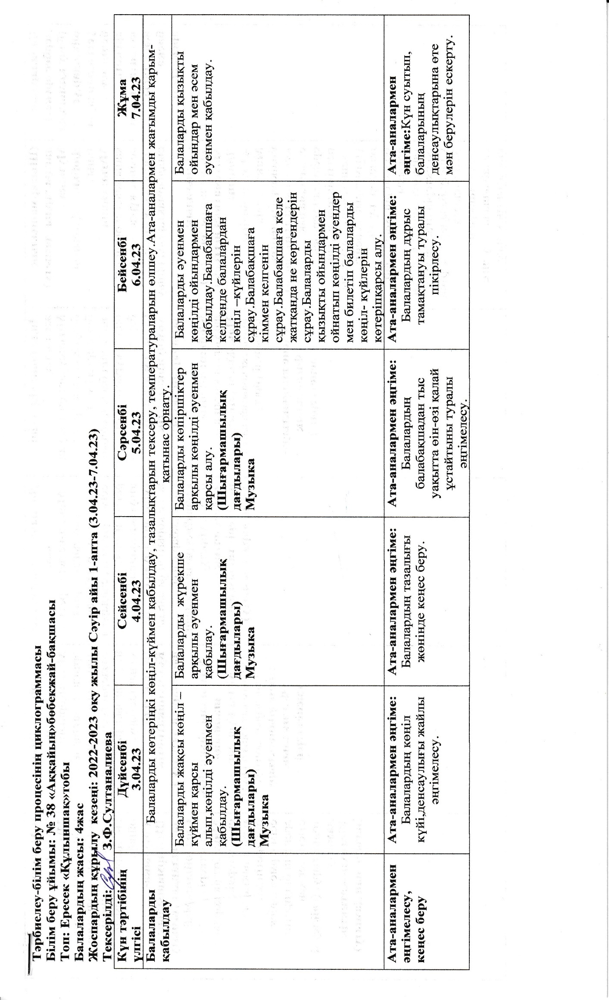 Тәрбиелеу-білім беру процесінің циклограммасы
Білім беру ұйымы: № 38 «Аққайың»бөбекжай-бақшасы
Топ: Ересек «Құлыншақ»тобы
Балалардың жасы: 4жас
Жоспардың құрылу кезеңі: 2022-2023 оқу жылы Сәуір айы 1-апта (3.04.23-7.04.23)
Тексерілді: З.Ф.Султаналиева
Күн тәртібінің
үлгісі
Дүйсенбі
3.04.23
Сейсенбі
4.04.23
Сәрсенбі
5.04.23
Бейсенбі
6.04.23
Жұма
7.04.23
Балаларды
қабылдау
Балаларды көтеріңкі көңіл-күймен қабылдау, тазалықтарын тексеру, температураларын өлшеу.Ата-аналармен жағымды қарым-
қатынас орнату.
Балаларды жақсы көңіл –
күймен қарсы
алып,көңілді әуенмен
қабылдау.
(Шығармашылық
дағдылары)
Музыка
Балаларды жүрекше
арқылы әуенмен
қабылау.
(Шығармашылық
дағдылары)
Музыка
Балаларды көпіршіктер
арқылы көңілді әуенмен
қарсы алу.
(Шығармашылық
дағдылары)
Музыка
Балаларды әуенмен
көңілді ойындармен
қабылдау.Балабақшаға
келгенде балалардан
көңіл –күйлерін
сұрау.Балабақшаға
кіммен келгенін
сұрау.Балабақшаға келе
жатқанда не көргендерін
сұрау.Балаларды
қызықты ойындармен
ойнатып көңілді әуендер
мен билетіп балаларды
көңіл- күйлерін
көтеріпқарсы алу.
Балаларды қызықты
ойындар мен әсем
әуенмен қабылдау.
Ата-аналармен
әңгімелесу,
кеңес беру
Ата-аналармен әңгіме:
Балалардың көңіл
күйі,денсаулығы жайлы
әңгімелесу.
Ата-аналармен әңгіме:
Балалардың тазалығы
жөнінде кеңес беру.
Ата-аналармен әңгіме:
Балалардың
балабақшадан тыс
уақытта өін-өзі қалай
ұстайтыны туралы
әңгімелесу.
Ата-аналармен әңгіме:
Балалардың дұрыс
тамақтануы туралы
пікірлесу.
Ата-аналармен
әңгіме:Күн суытып,
балаларының
денсаулықтарына өте
мән берулерін ескерту.